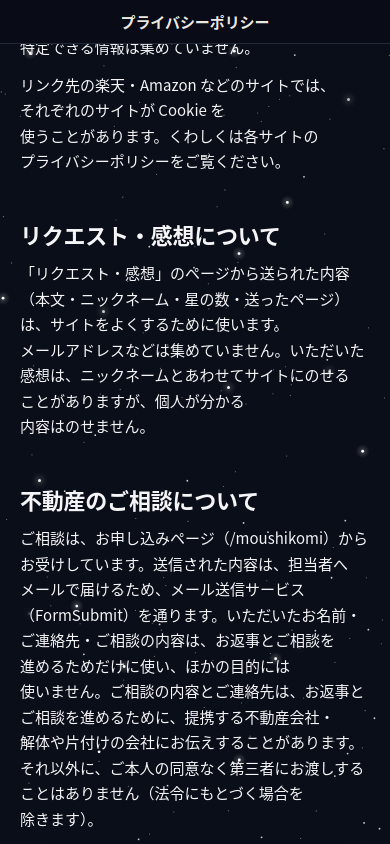 プライバシーポリシー
特定できる情報は集めていません。
リンク先の楽天・Amazon などのサイトでは、
それぞれのサイトが Cookie を
使うことがあります。くわしくは各サイトの
プライバシーポリシーをご覧ください。
リクエスト・感想について
「リクエスト・感想」のページから送られた内容
（本文・ニックネーム・星の数・送ったページ）
は、サイトをよくするために使います。
メールアドレスなどは集めていません。いただいた
感想は、ニックネームとあわせてサイトにのせる
ことがありますが、個人が分かる
内容はのせません。
不動産のご相談について
ご相談は、お申し込みページ（/moushikomi）から
お受けしています。送信された内容は、担当者へ
メールで届けるため、メール送信サービス
（FormSubmit）を通ります。いただいたお名前・
ご連絡先・ご相談の内容は、お返事とご相談を
進めるためだけに使い、ほかの目的には
使いません。ご相談の内容とご連絡先は、お返事と
ご相談を進めるために、提携する不動産会社・
解体や片付けの会社にお伝えすることがあります。
それ以外に、ご本人の同意なく第三者にお渡しする
ことはありません（法令にもとづく場合を
除きます）。